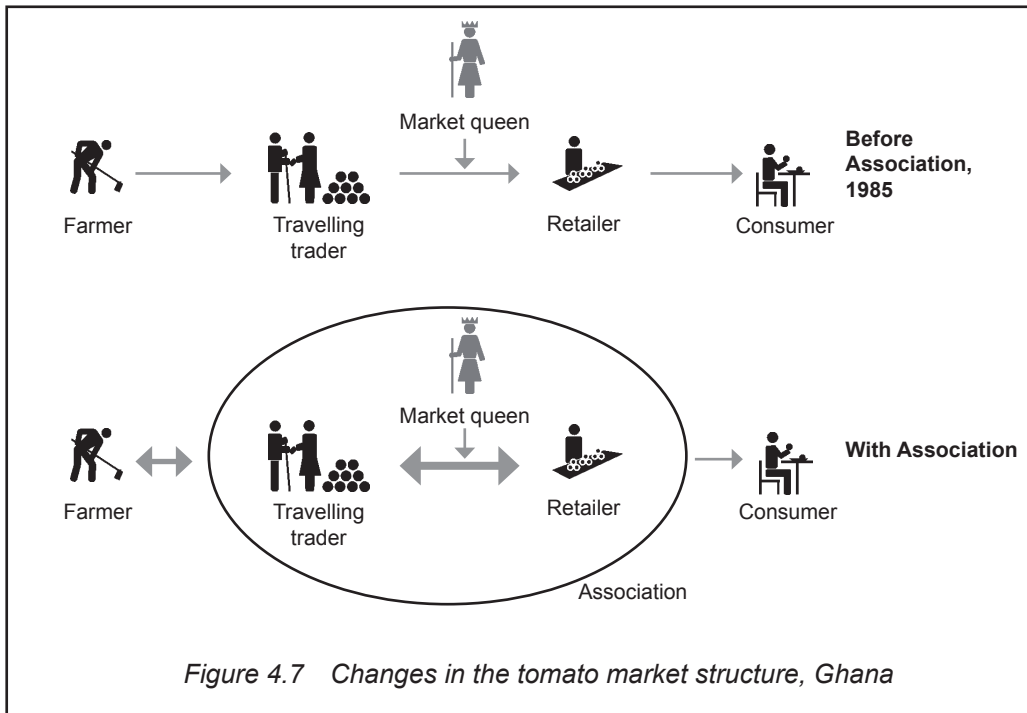 Market queen
Before
Association,
1985
Farmer
Travelling
trader
Retailer
Consumer
Market queen
With Association
Farmer
Travelling
trader
Retailer
Consumer
Association
Figure 4.7 Changes in the tomato market structure, Ghana